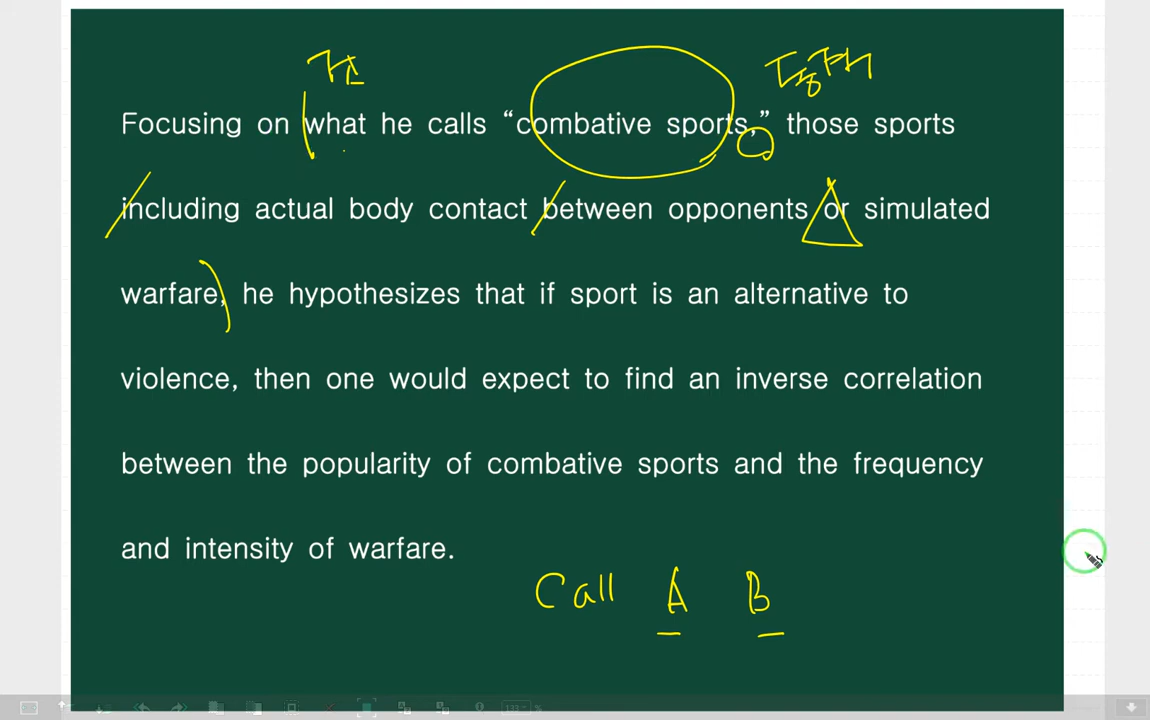 Focusing on what he calls “combative sports,” those sports
including actual body contact between opponents or simulated
warfare, he hypothesizes that if sport is an alternative to
violence, then one would expect to find an inverse correlation
between the popularity of combative sports and the frequency
and intensity of warfare.
Call A B
133 %